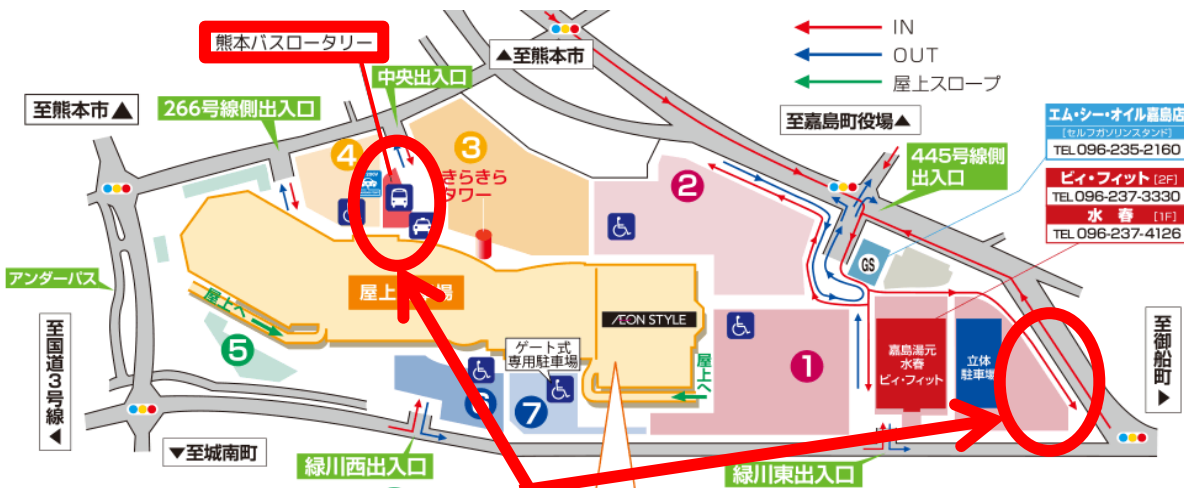 熊本バスロータリー
▲至熊本市
IN
OUT
屋上スロープ
中央出入口
至熊本市▲
266号線側出入口
至嘉島町役場▲
エム・シー・オイル嘉島店
[セルフガソリンスタンド]
TEL 096-235-2160
445号線側
出入口
ビィ・フィット [2F]
TEL 096-237-3330
水春 [1F]
TEL 096-237-4126
4
3
きらきら
タワー
2
GS
アンダーパス
屋上へ
屋上
場
ÆON STYLE
至国道3号線▼
5
ゲート式
専用駐車場
屋上へ
1
嘉島湯元
水春
ビィ・フィット
立体
駐車場
至御船町▼
6
7
▼至城南町
緑川西出入口
緑川東出入口